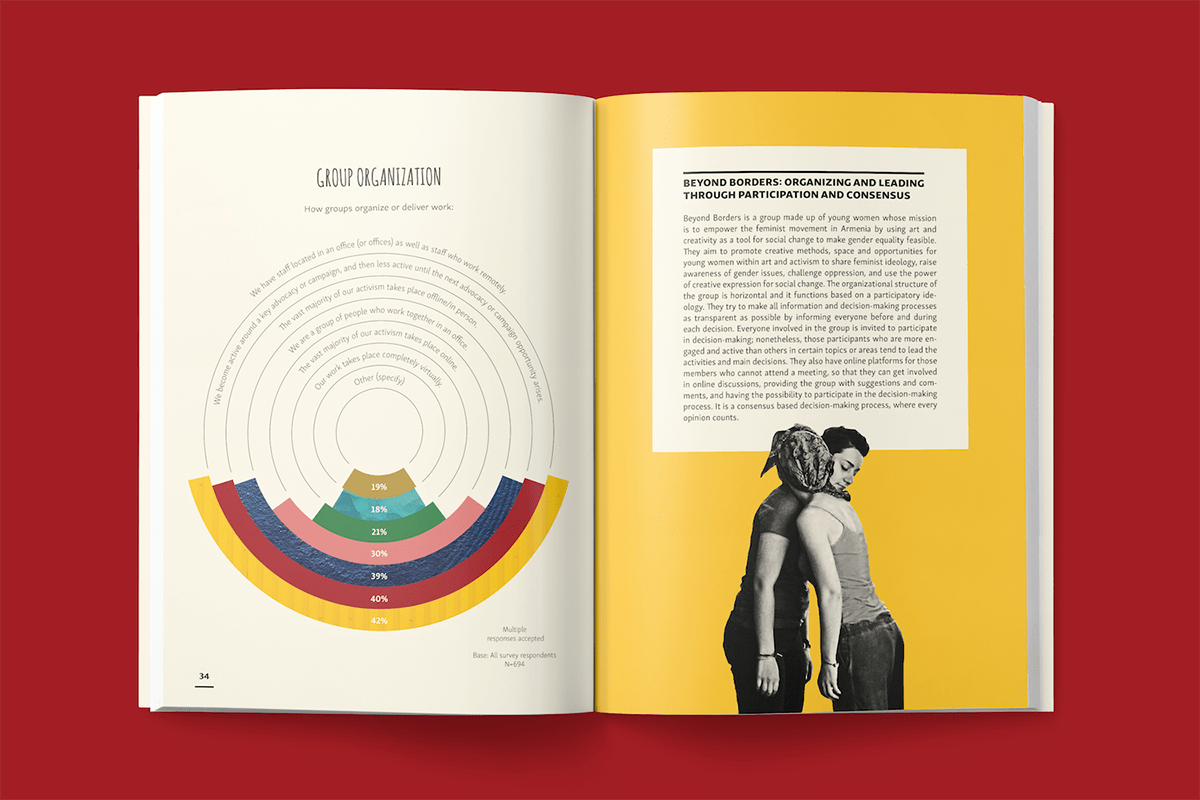 GROUP ORGANIZATION
How groups organize or deliver work:
We have staff located in an office (or offices) as well as staff who work remotely.
We become active around a key advocacy or campaign, and then less active until the next advocacy or campaign opportunity arises.
The vast majority of our activism takes place offline/in person.
We are a group of people who work together in an office.
The vast majority of our activism takes place online.
Our work takes place completely virtually.
Other (specify)
19%
18%
21%
30%
39%
40%
42%
Multiple
responses accepted
Base: All survey respondents
N=694
34
BEYOND BORDERS: ORGANIZING AND LEADING
THROUGH PARTICIPATION AND CONSENSUS
Beyond Borders is a group made up of young women whose mission
is to empower the feminist movement in Armenia by using art and
creativity as a tool for social change to make gender equality feasible.
They aim to promote creative methods, space and opportunities for
young women within art and activism to share feminist ideology, raise
awareness of gender issues, challenge oppression, and use the power
of creative expression for social change. The organizational structure of
the group is horizontal and it functions based on a participatory ide-
ology. They try to make all information and decision-making processes
as transparent as possible by informing everyone before and during
each decision. Everyone involved in the group is invited to participate
in decision-making; nonetheless, those participants who are more en-
gaged and active than others in certain topics or areas tend to lead the
activities and main decisions. They also have online platforms for those
members who cannot attend a meeting, so that they can get involved
in online discussions, providing the group with suggestions and com-
ments, and having the possibility to participate in the decision-making
process. It is a consensus based decision-making process, where every
opinion counts.